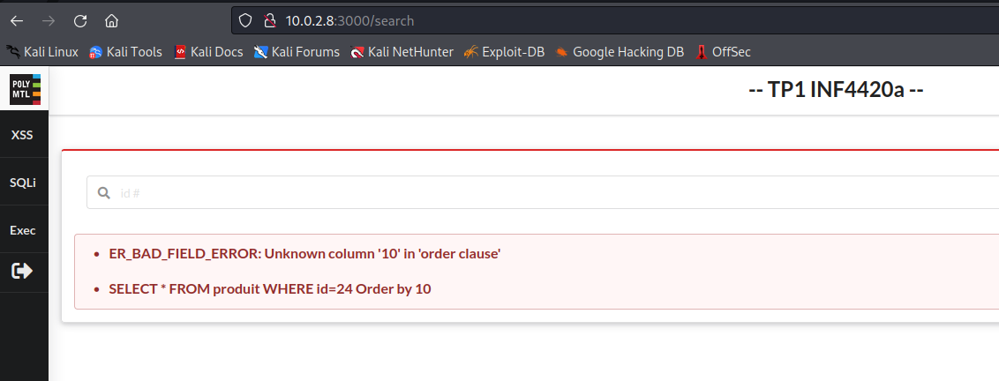 10.0.2.8:3000/search
Kali Linux Kali Tools Kali Docs Kali Forums Kali NetHunter Exploit-DB Google Hacking DB OffSec
POLY
MTL
-- TP1 INF4420a --
XSS
SQLi
Exec
id #
ER_BAD_FIELD_ERROR: Unknown column '10' in 'order clause'
SELECT * FROM produit WHERE id=24 Order by 10